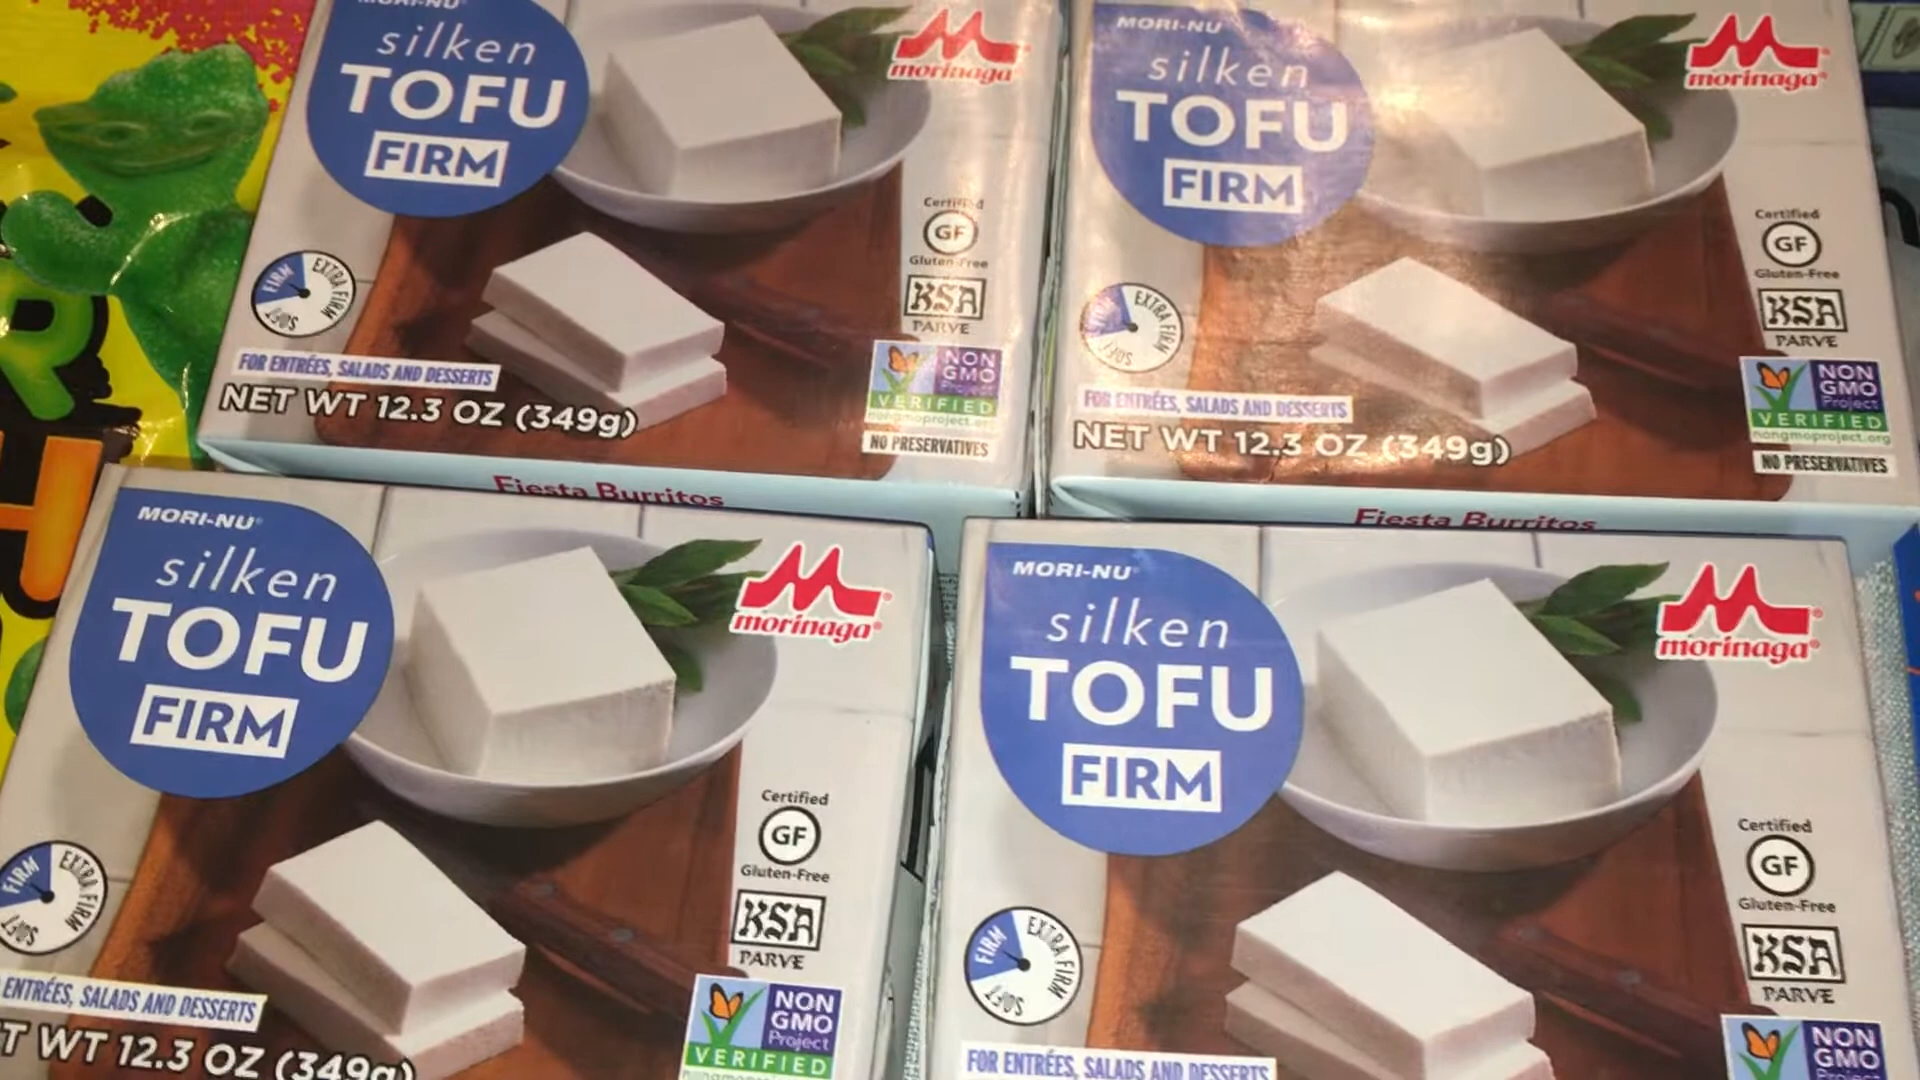 MORI-NU®
silken
TOFU
FIRM
morinaga®
Certified
GF
Gluten-Free
KSA
PARVE
FIRM
EXTRA FIRM
SOFT
FOR ENTRÉES, SALADS AND DESSERTS
NET WT 12.3 OZ (349g)
NON
GMO
Project
VERIFIED
nongmoproject.org
NO PRESERVATIVES
Fiesta Burritos
MORI-NU®
silken
TOFU
FIRM
morinaga®
Certified
GF
Gluten-Free
KSA
PARVE
FIRM
EXTRA FIRM
SOFT
FOR ENTRÉES, SALADS AND DESSERTS
NET WT 12.3 OZ (349g)
NON
GMO
Project
VERIFIED
nongmoproject.org
NO PRESERVATIVES
Fiesta Burritos
MORI-NU®
silken
TOFU
FIRM
morinaga®
Certified
GF
Gluten-Free
KSA
PARVE
FIRM
EXTRA FIRM
SOFT
ENTRÉES, SALADS AND DESSERTS
T WT 12.3 OZ (349g)
NON
GMO
Project
VERIFIED
MORI-NU®
silken
TOFU
FIRM
morinaga®
Certified
GF
Gluten-Free
KSA
PARVE
FIRM
EXTRA FIRM
SOFT
FOR ENTRÉES, SALADS AND DESSERTS
NON
GMO
R
H